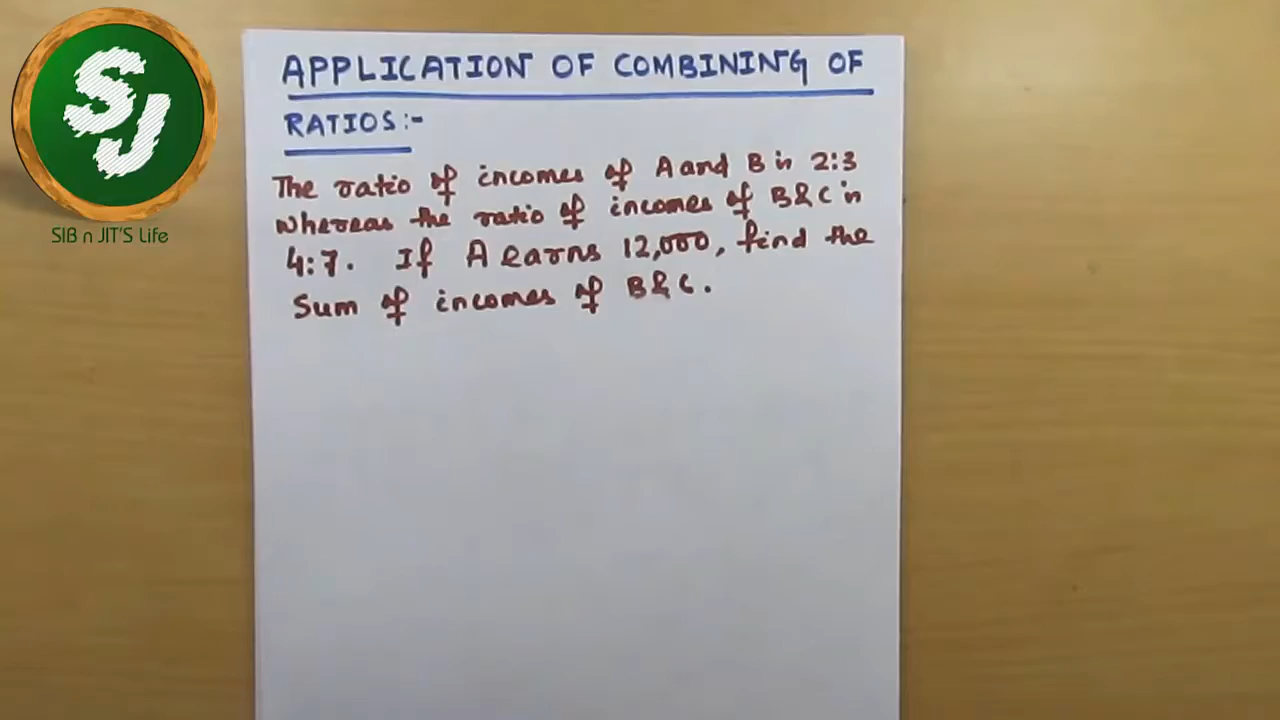 SJ
SIB n JIT'S Life
APPLICATION OF COMBINING OF
RATIOS:-
The ratio of incomes of A and B is 2:3
whereas the ratio of incomes of B & C is
4:7. If A earns 12,000, find the
Sum of incomes of B & C.